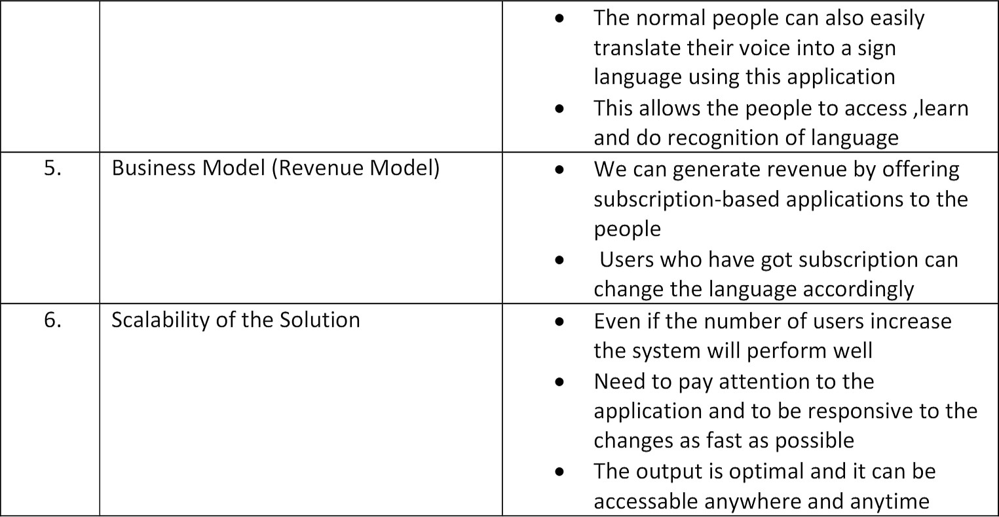 • The normal people can also easily
translate their voice into a sign
language using this application
• This allows the people to access ,learn
and do recognition of language
5. Business Model (Revenue Model)
• We can generate revenue by offering
subscription-based applications to the
people
• Users who have got subscription can
change the language accordingly
6. Scalability of the Solution
• Even if the number of users increase
the system will perform well
• Need to pay attention to the
application and to be responsive to the
changes as fast as possible
• The output is optimal and it can be
accessable anywhere and anytime